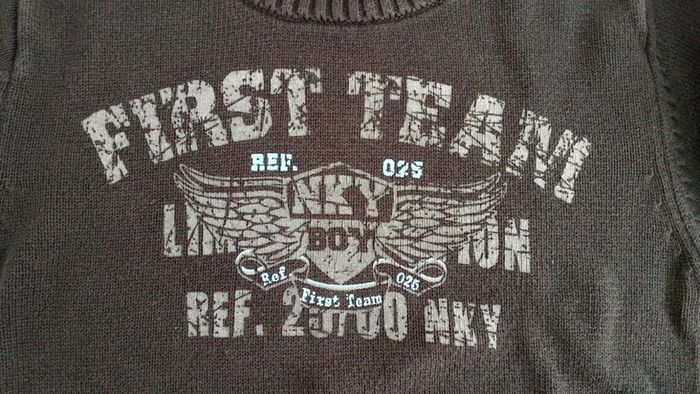 FIRST TEAM
REF. 025
NKY
BOY
Ref. 025
First Team
REF. NKY